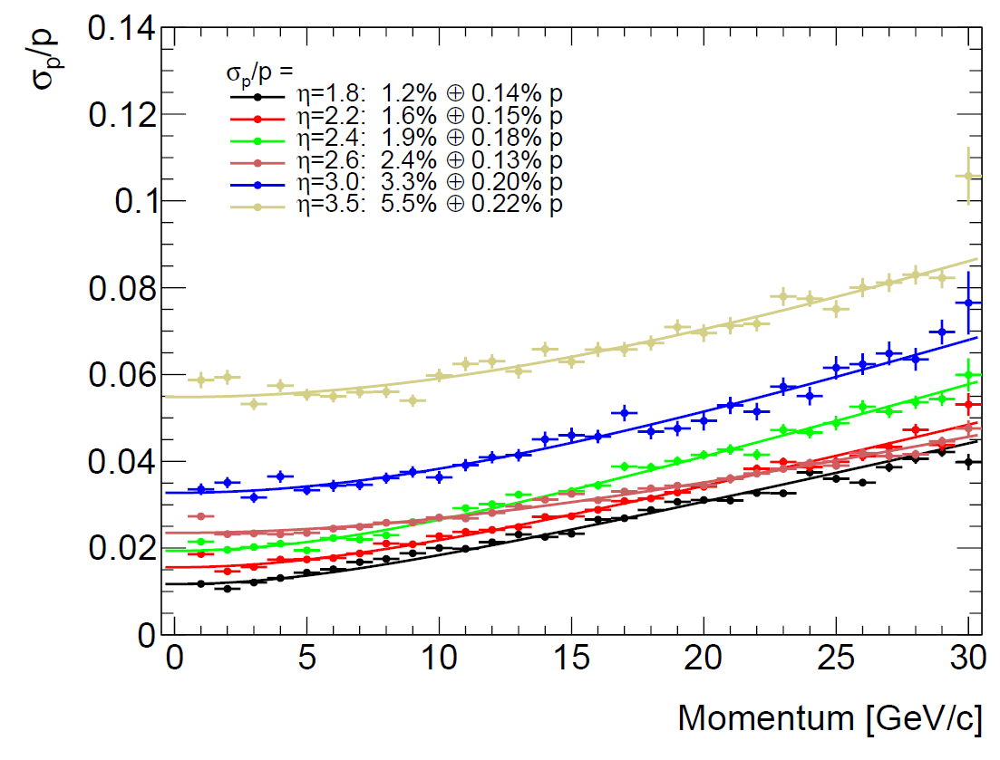 σp/p
0.14
0.12
0.1
0.08
0.06
0.04
0.02
0
σp/p =
η=1.8: 1.2% ⊕ 0.14% p
η=2.2: 1.6% ⊕ 0.15% p
η=2.4: 1.9% ⊕ 0.18% p
η=2.6: 2.4% ⊕ 0.13% p
η=3.0: 3.3% ⊕ 0.20% p
η=3.5: 5.5% ⊕ 0.22% p
0 5 10 15 20 25 30
Momentum [GeV/c]